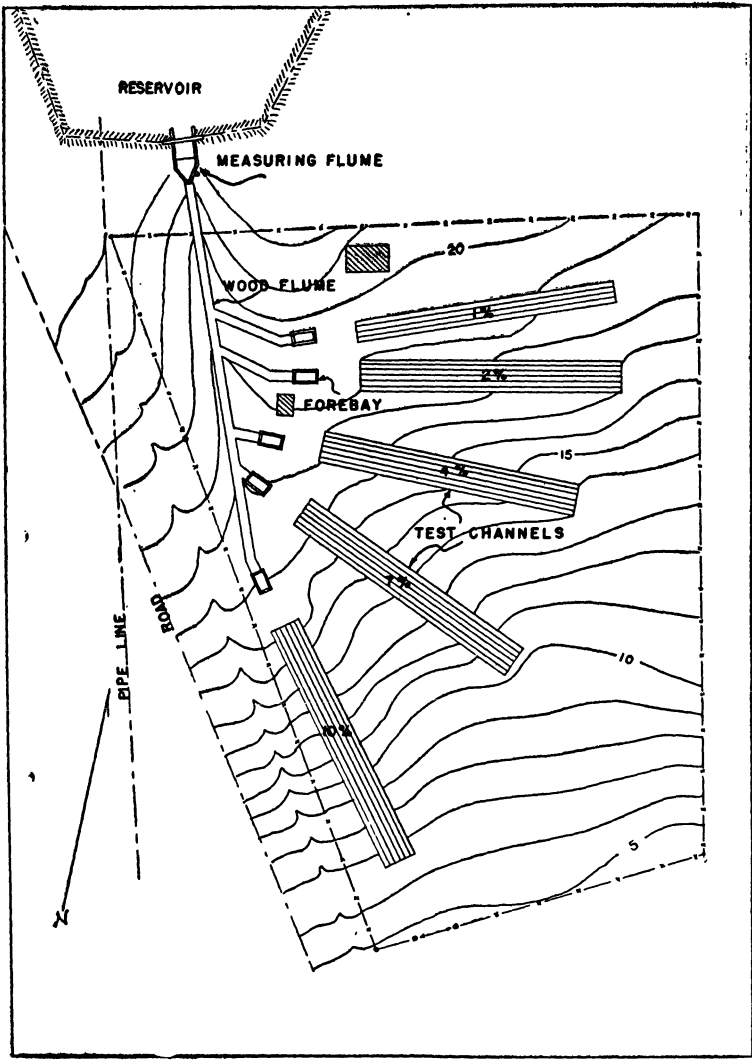 RESERVOIR
MEASURING FLUME
20
WOOD FLUME
1%
2%
FOREBAY
4%
15
TEST CHANNELS
7%
ROAD
PIPE LINE
10
10%
5
N